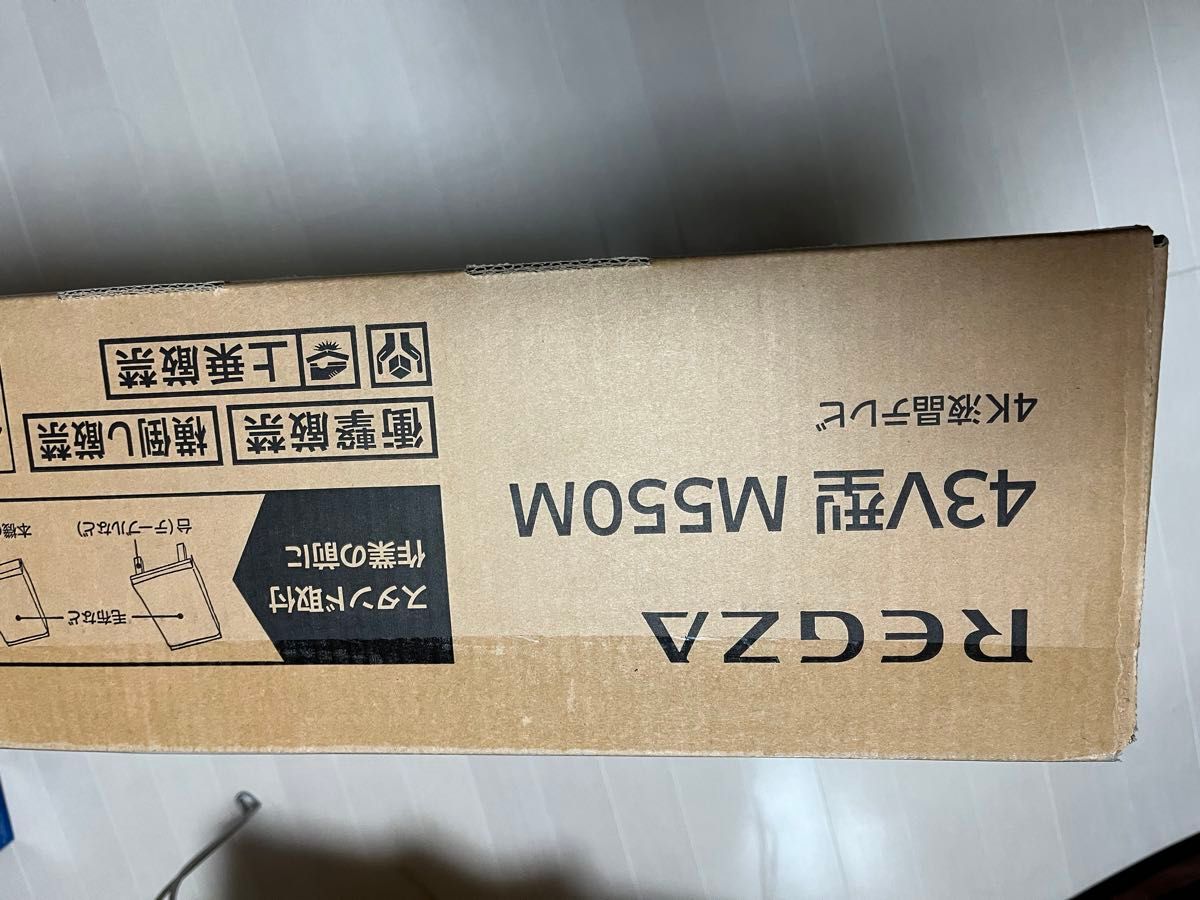 REGZA
43V型 M550M
4K液晶テレビ
スタンド取付
作業の前に
毛布など
台(テーブルなど)
本機
衝撃厳禁
横倒し厳禁
上乗厳禁